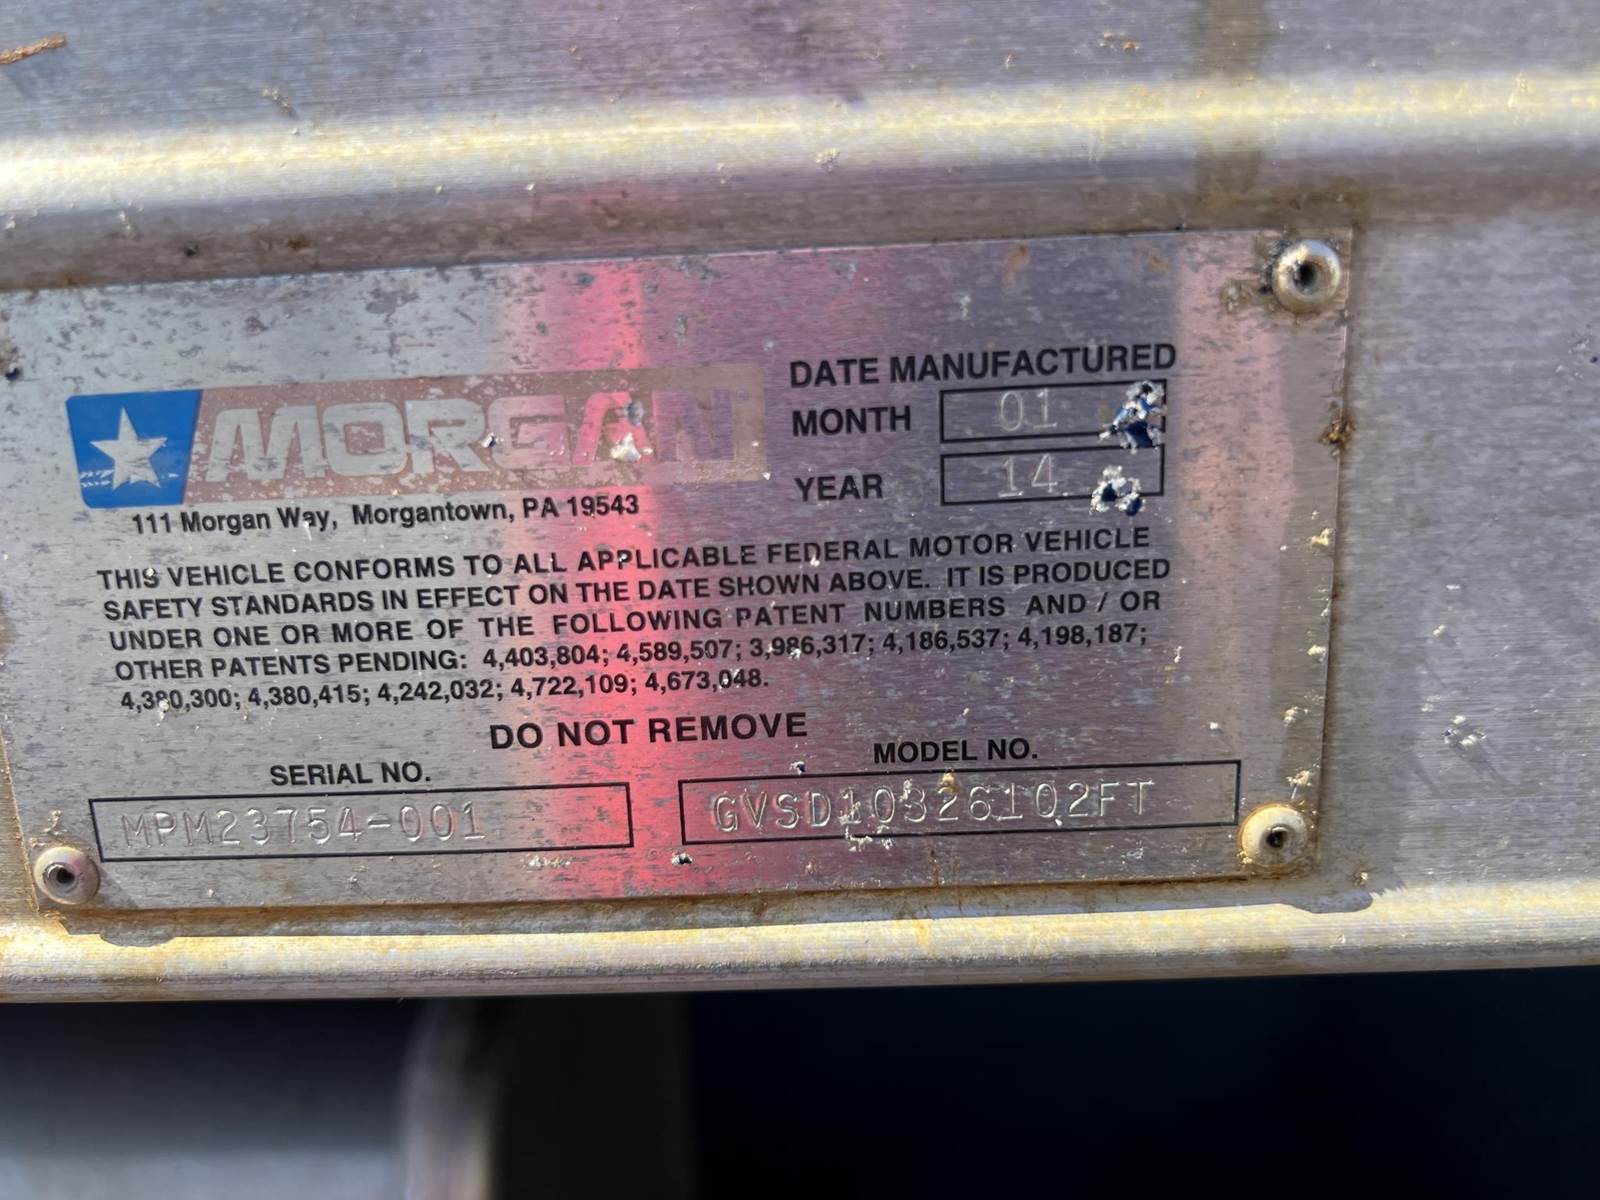 MORGAN
111 Morgan Way, Morgantown, PA 19543
DATE MANUFACTURED
MONTH 01
YEAR 14
THIS VEHICLE CONFORMS TO ALL APPLICABLE FEDERAL MOTOR VEHICLE
SAFETY STANDARDS IN EFFECT ON THE DATE SHOWN ABOVE. IT IS PRODUCED
UNDER ONE OR MORE OF THE FOLLOWING PATENT NUMBERS AND / OR
OTHER PATENTS PENDING: 4,403,804; 4,589,507; 3,986,317; 4,186,537; 4,198,187;
4,380,300; 4,380,415; 4,242,032; 4,722,109; 4,673,048.
DO NOT REMOVE
SERIAL NO.
MPM23754-001
MODEL NO.
GVSD10326102FT